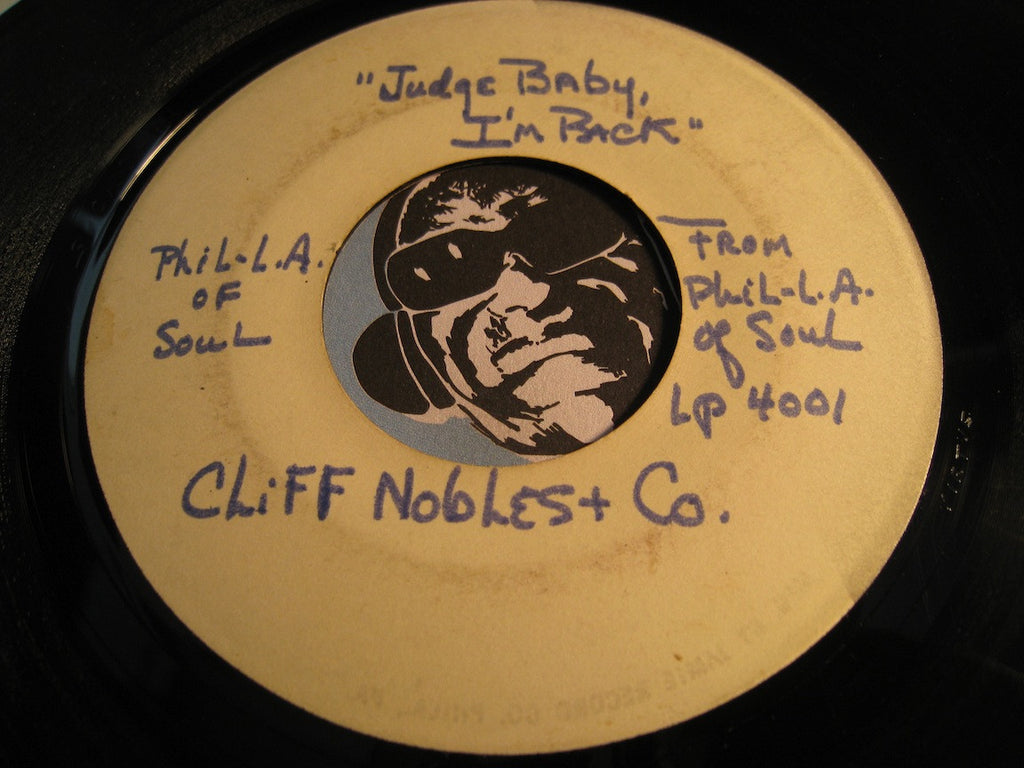 "Judge Baby,
I'm Back"
Phil-L.A.
of
Soul
From
Phil-L.A.
of Soul
Lp 4001
Cliff Nobles + Co.